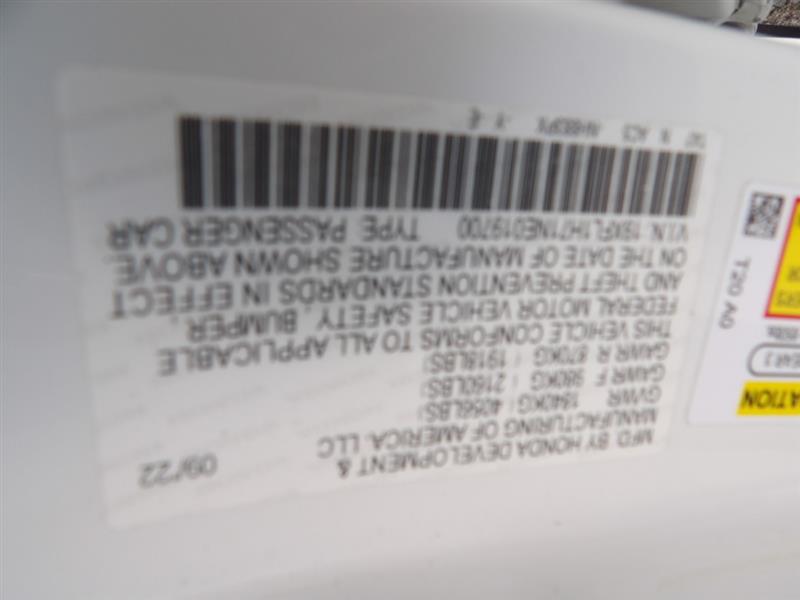 MFD. BY HONDA DEVELOPMENT &
MANUFACTURING OF AMERICA, LLC
09/22
GVWR 1840KG (4056LBS)
GAWR F 980KG (2160LBS)
GAWR R 870KG (1918LBS)
THIS VEHICLE CONFORMS TO ALL APPLICABLE
FEDERAL MOTOR VEHICLE SAFETY, BUMPER,
AND THEFT PREVENTION STANDARDS IN EFFECT
ON THE DATE OF MANUFACTURE SHOWN ABOVE.
V.I.N.: 19XFL1H71NE019700 TYPE: PASSENGER CAR
T20 A0